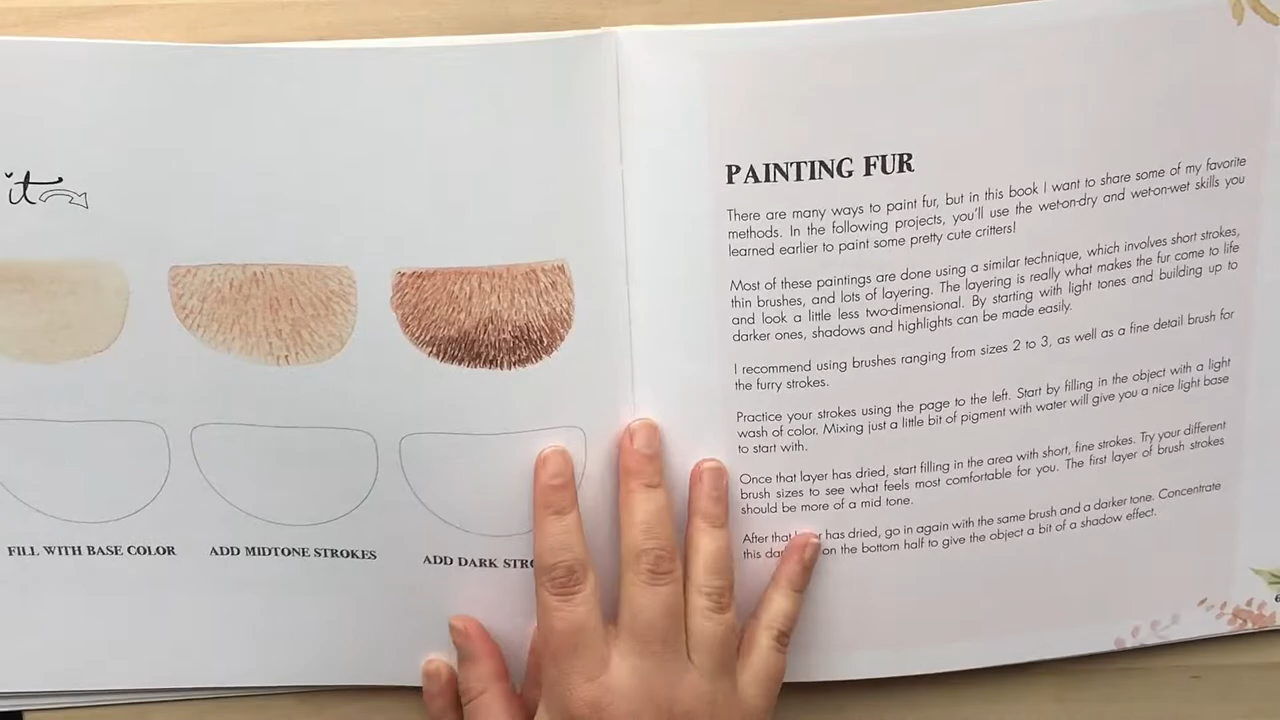 it
FILL WITH BASE COLOR
ADD MIDTONE STROKES
ADD DARK
PAINTING FUR
There are many ways to paint fur, but in this book I want to share some of my favorite
methods. In the following projects, you'll use the wet-on-dry and wet-on-wet skills you
learned earlier to paint some pretty cute critters!
Most of these paintings are done using a similar technique, which involves short strokes,
thin brushes, and lots of layering. The layering is really what makes the fur come to life
and look a little less two-dimensional. By starting with light tones and building up to
darker ones, shadows and highlights can be made easily.
I recommend using brushes ranging from sizes 2 to 3, as well as a fine detail brush for
the furry strokes.
Practice your strokes using the page to the left. Start by filling in the object with a light
wash of color. Mixing just a little bit of pigment with water will give you a nice light base
to start with.
Once that layer has dried, start filling in the area with short, fine strokes. Try your different
brush sizes to see what feels most comfortable for you. The first layer of brush strokes
should be more of a mid tone.
After that has dried, go in again with the same brush and a darker tone. Concentrate
this on the bottom half to give the object a bit of a shadow effect.